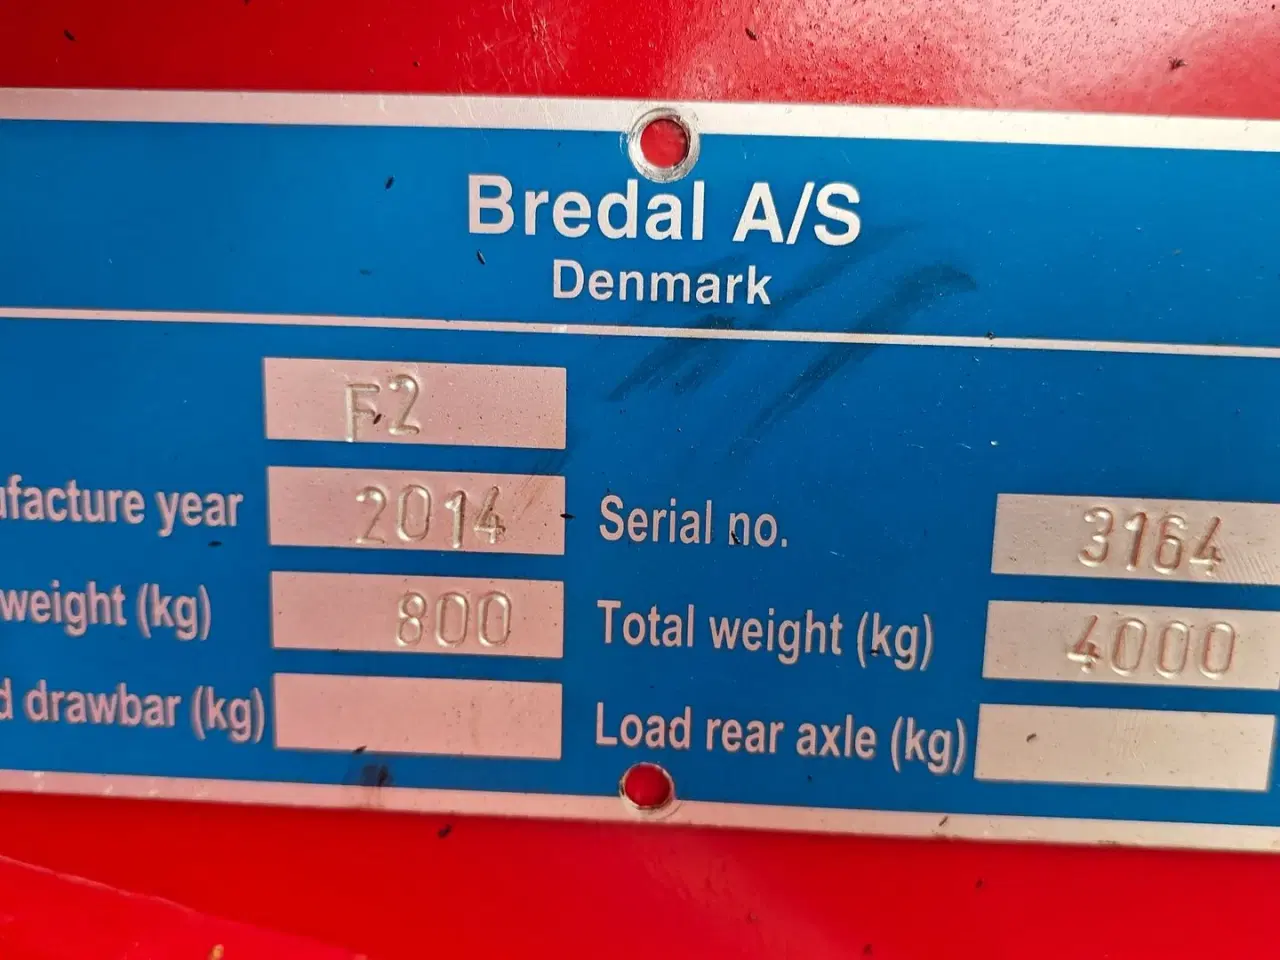 Bredal A/S
Denmark
F2
ufacture year 2014 Serial no. 3164
weight (kg) 800 Total weight (kg) 4000
d drawbar (kg) Load rear axle (kg)